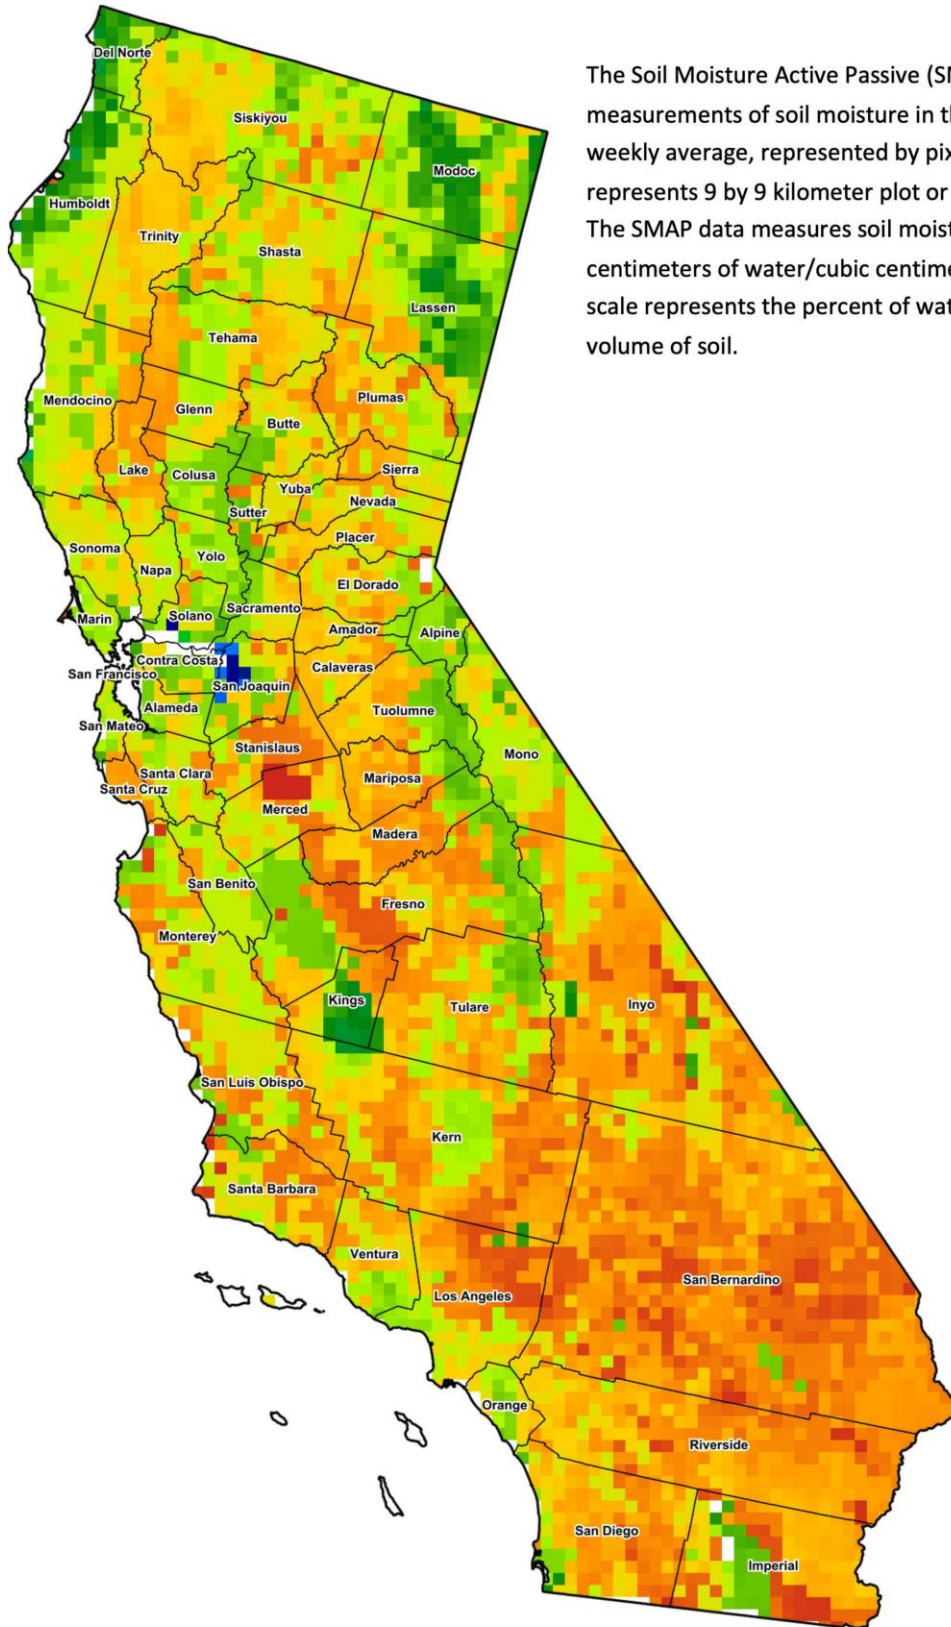 The Soil Moisture Active Passive (SM
measurements of soil moisture in th
weekly average, represented by pix
represents 9 by 9 kilometer plot or
The SMAP data measures soil moist
centimeters of water/cubic centime
scale represents the percent of wat
volume of soil.
Del Norte
Siskiyou
Modoc
Humboldt
Trinity
Shasta
Lassen
Tehama
Plumas
Mendocino
Glenn
Butte
Lake
Colusa
Sierra
Yuba
Nevada
Sutter
Placer
Sonoma
Yolo
Napa
El Dorado
Sacramento
Marin
Solano
Amador
Alpine
Contra Costa
Calaveras
San Francisco
San Joaquin
Alameda
Tuolumne
San Mateo
Stanislaus
Mono
Santa Clara
Mariposa
Santa Cruz
Merced
Madera
San Benito
Fresno
Monterey
Kings
Tulare
Inyo
San Luis Obispo
Kern
Santa Barbara
Ventura
San Bernardino
Los Angeles
Orange
Riverside
San Diego
Imperial